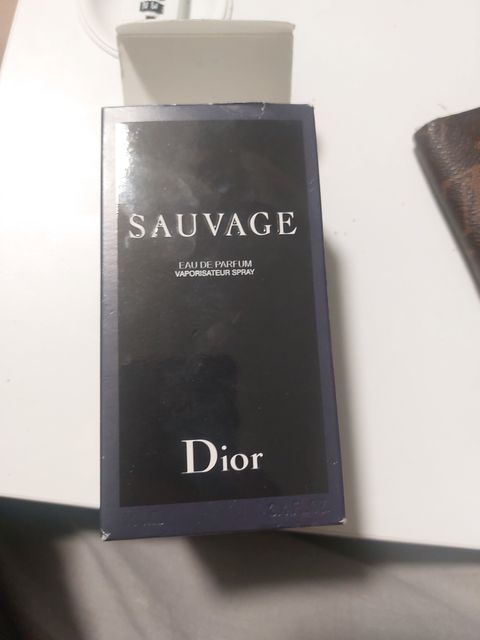 SAUVAGE
EAU DE PARFUM
VAPORISATEUR SPRAY
Dior